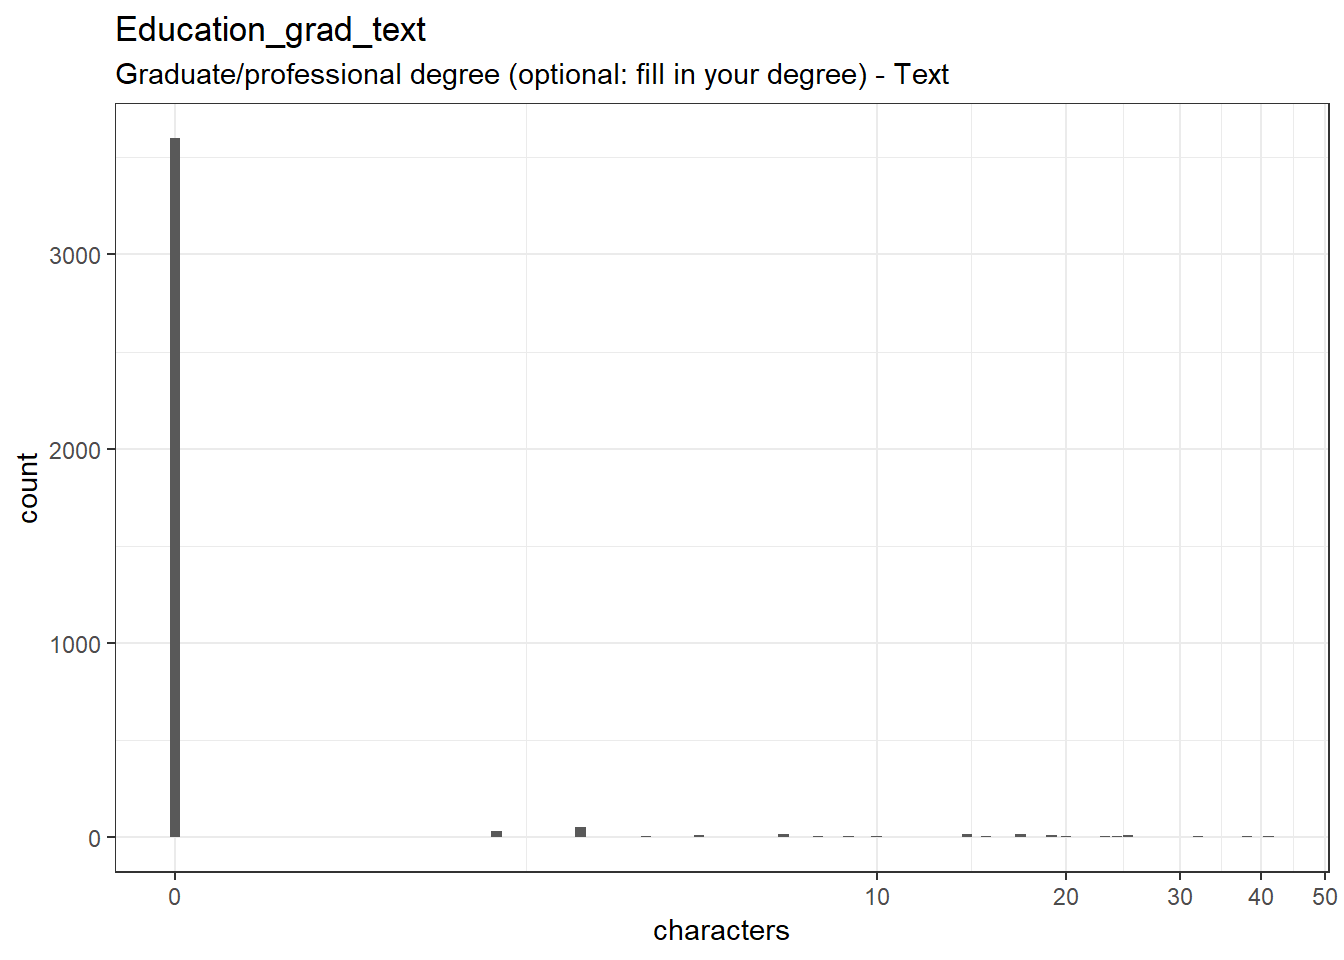 Education_grad_text
Graduate/professional degree (optional: fill in your degree) - Text
3000
2000
1000
0
count
0 10 20 30 40 50
characters